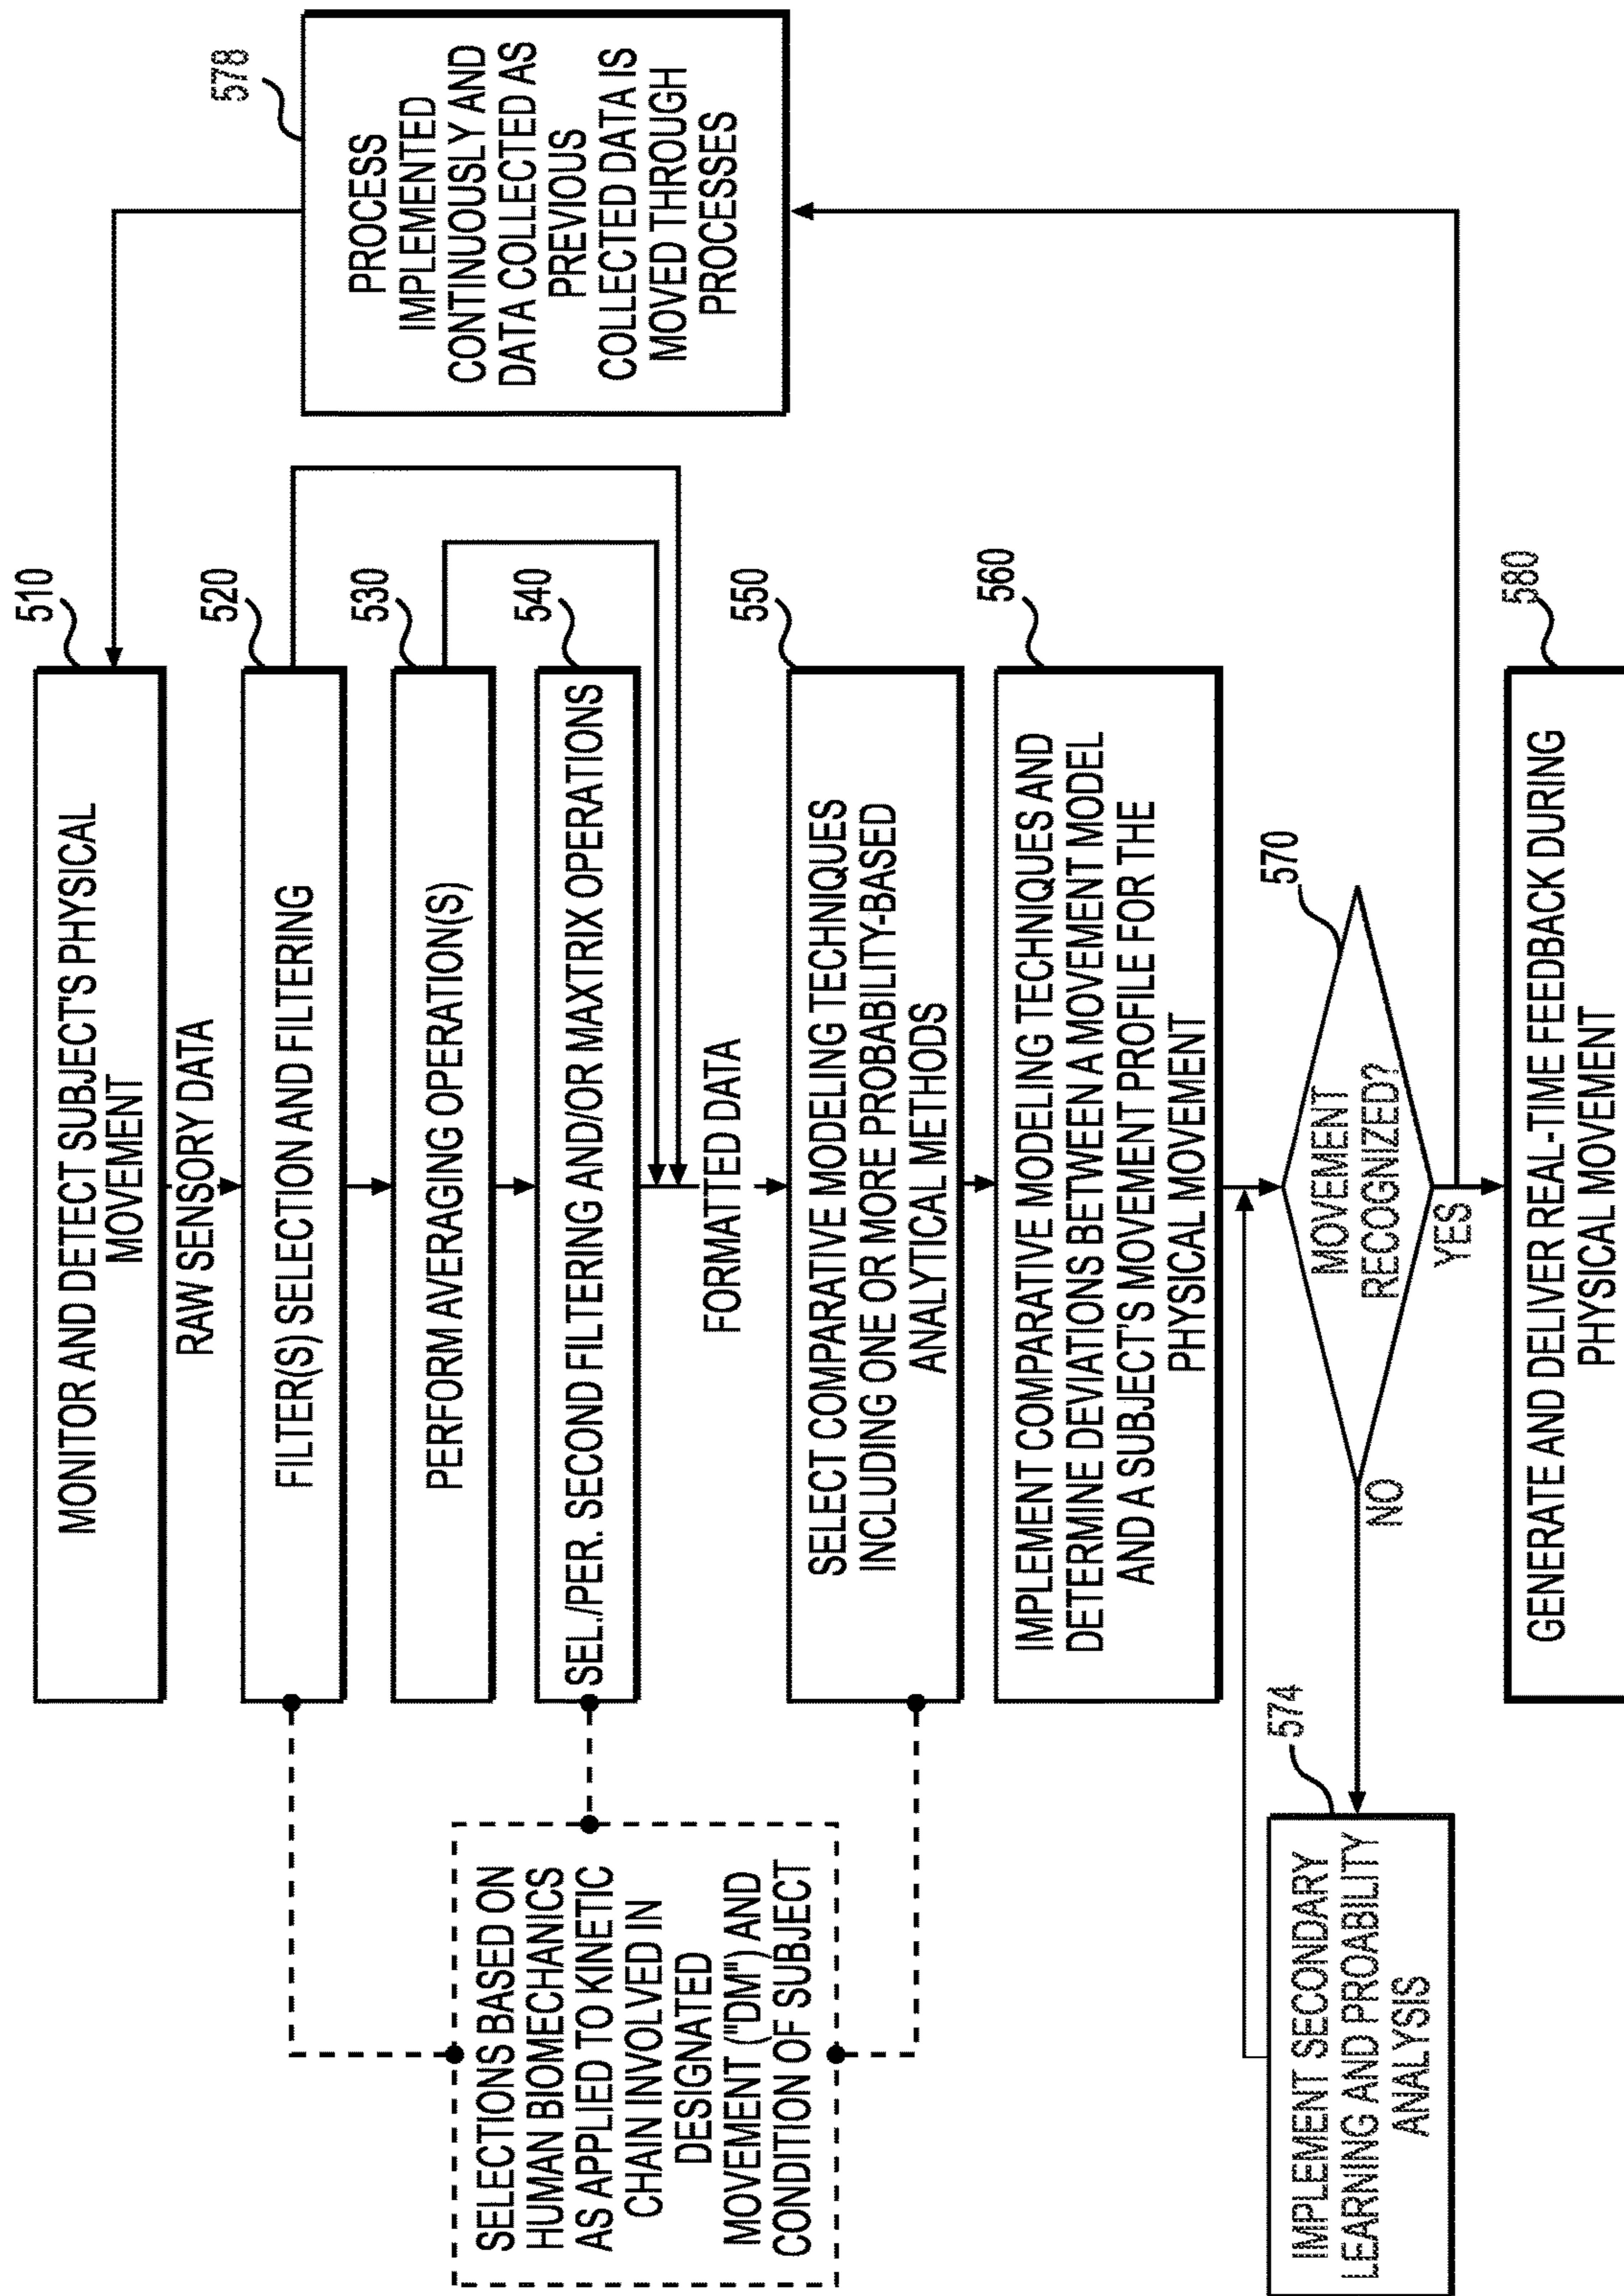 510
MONITOR AND DETECT SUBJECT'S PHYSICAL
MOVEMENT
RAW SENSORY DATA
520
FILTER(S) SELECTION AND FILTERING
530
PERFORM AVERAGING OPERATION(S)
540
SEL./PER. SECOND FILTERING AND/OR MAXTRIX OPERATIONS
FORMATTED DATA
SELECTIONS BASED ON
HUMAN BIOMECHANICS
AS APPLIED TO KINETIC
CHAIN INVOLVED IN
DESIGNATED
MOVEMENT ("DM") AND
CONDITION OF SUBJECT
578
PROCESS
IMPLEMENTED
CONTINUOUSLY AND
DATA COLLECTED AS
PREVIOUS
COLLECTED DATA IS
MOVED THROUGH
PROCESSES
550
SELECT COMPARATIVE MODELING TECHNIQUES
INCLUDING ONE OR MORE PROBABILITY-BASED
ANALYTICAL METHODS
560
IMPLEMENT COMPARATIVE MODELING TECHNIQUES AND
DETERMINE DEVIATIONS BETWEEN A MOVEMENT MODEL
AND A SUBJECT'S MOVEMENT PROFILE FOR THE
PHYSICAL MOVEMENT
570
MOVEMENT
RECOGNIZED?
NO
YES
574
IMPLEMENT SECONDARY
LEARNING AND PROABILITY
ANALYSIS
580
GENERATE AND DELIVER REAL-TIME FEEDBACK DURING
PHYSICAL MOVEMENT